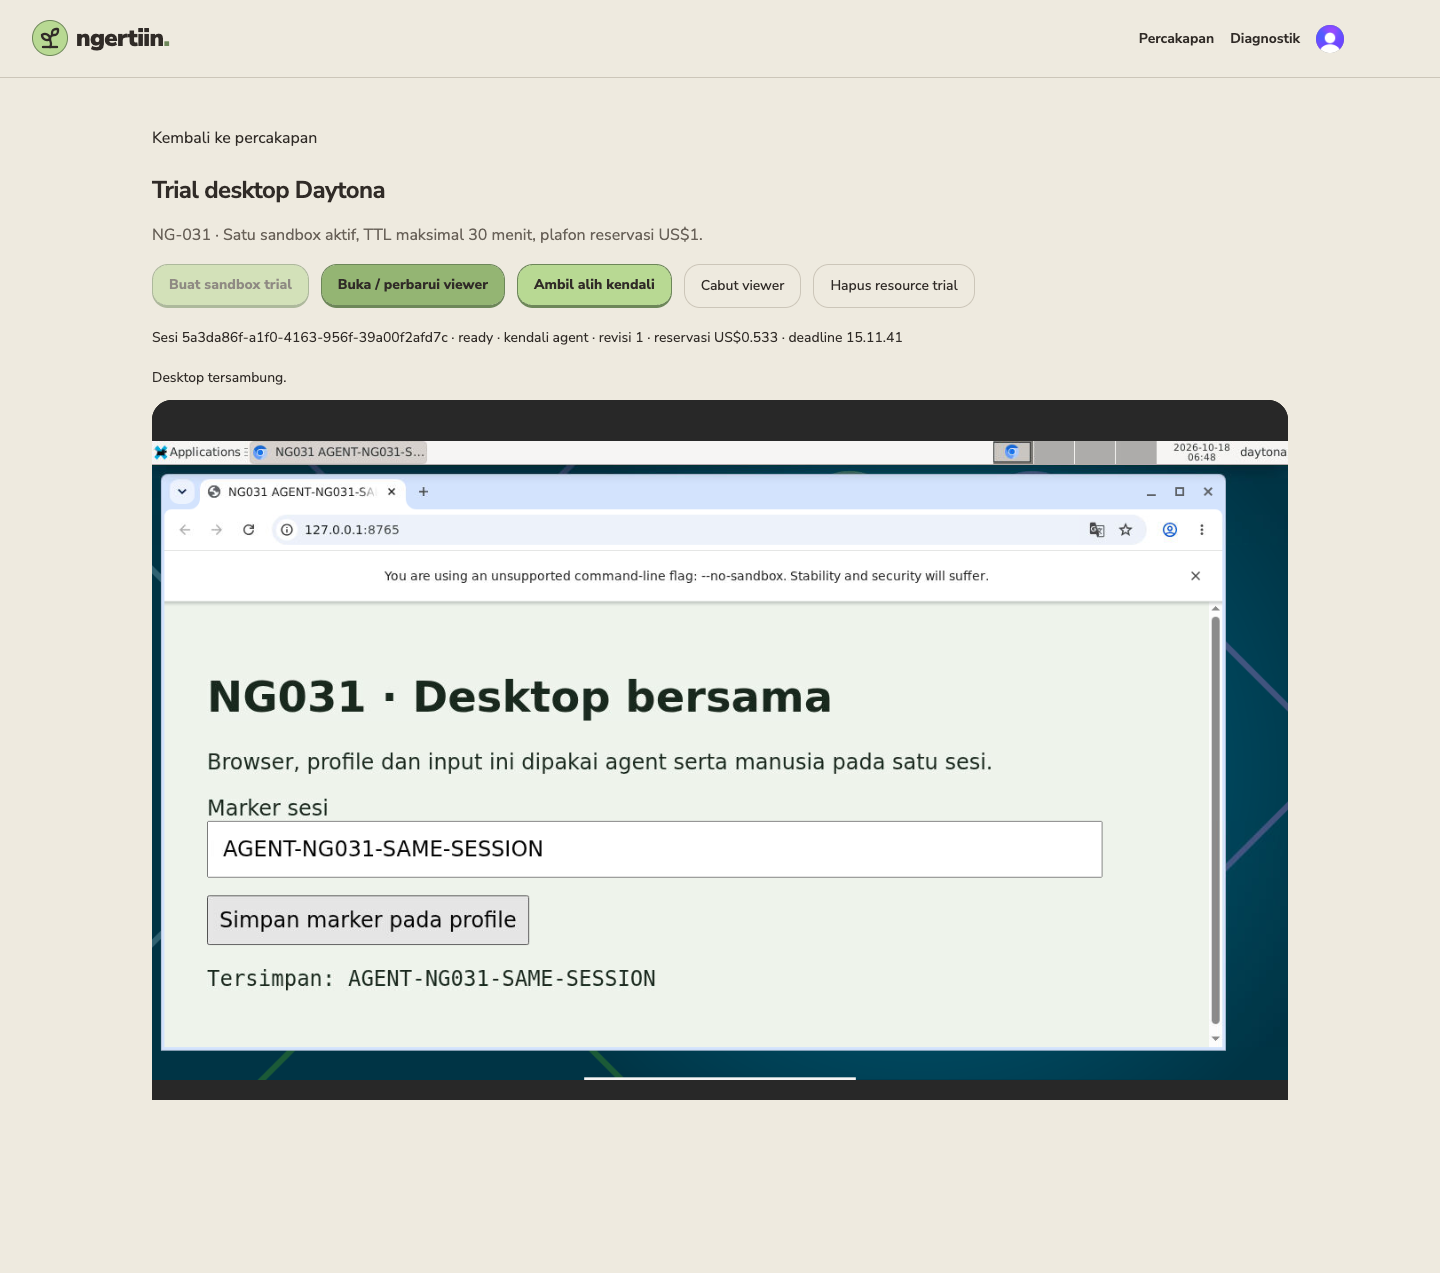 ngertiin.
Percakapan
Diagnostik
Kembali ke percakapan
Trial desktop Daytona
NG-031 · Satu sandbox aktif, TTL maksimal 30 menit, plafon reservasi US$1.
Buat sandbox trial
Buka / perbarui viewer
Ambil alih kendali
Cabut viewer
Hapus resource trial
Sesi 5a3da86f-a1f0-4163-956f-39a00f2afd7c · ready · kendali agent · revisi 1 · reservasi US$0.533 · deadline 15.11.41
Desktop tersambung.
Applications
NG031 AGENT-NG031-S...
2026-10-18
06:48
daytona
NG031 AGENT-NG031-SA
127.0.0.1:8765
You are using an unsupported command-line flag: --no-sandbox. Stability and security will suffer.
NG031 · Desktop bersama
Browser, profile dan input ini dipakai agent serta manusia pada satu sesi.
Marker sesi
AGENT-NG031-SAME-SESSION
Simpan marker pada profile
Tersimpan: AGENT-NG031-SAME-SESSION